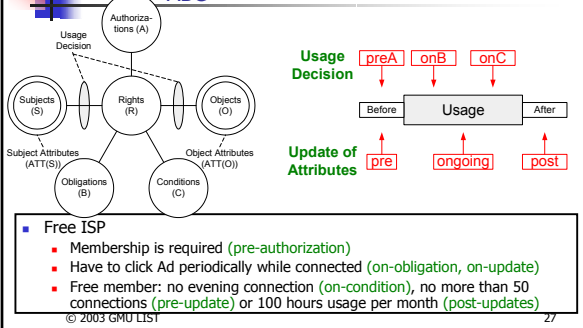 Authoriza-
tions (A)
Usage
Decision
Subjects
(S)
Rights
(R)
Objects
(O)
Subject Attributes
(ATT(S))
Object Attributes
(ATT(O))
Obligations
(B)
Conditions
(C)
Usage
Decision
preA
onB
onC
Before
Usage
After
Update of
Attributes
pre
ongoing
post
Free ISP
Membership is required (pre-authorization)
Have to click Ad periodically while connected (on-obligation, on-update)
Free member: no evening connection (on-condition), no more than 50
connections (pre-update) or 100 hours usage per month (post-updates)
© 2003 GMU LIST
27